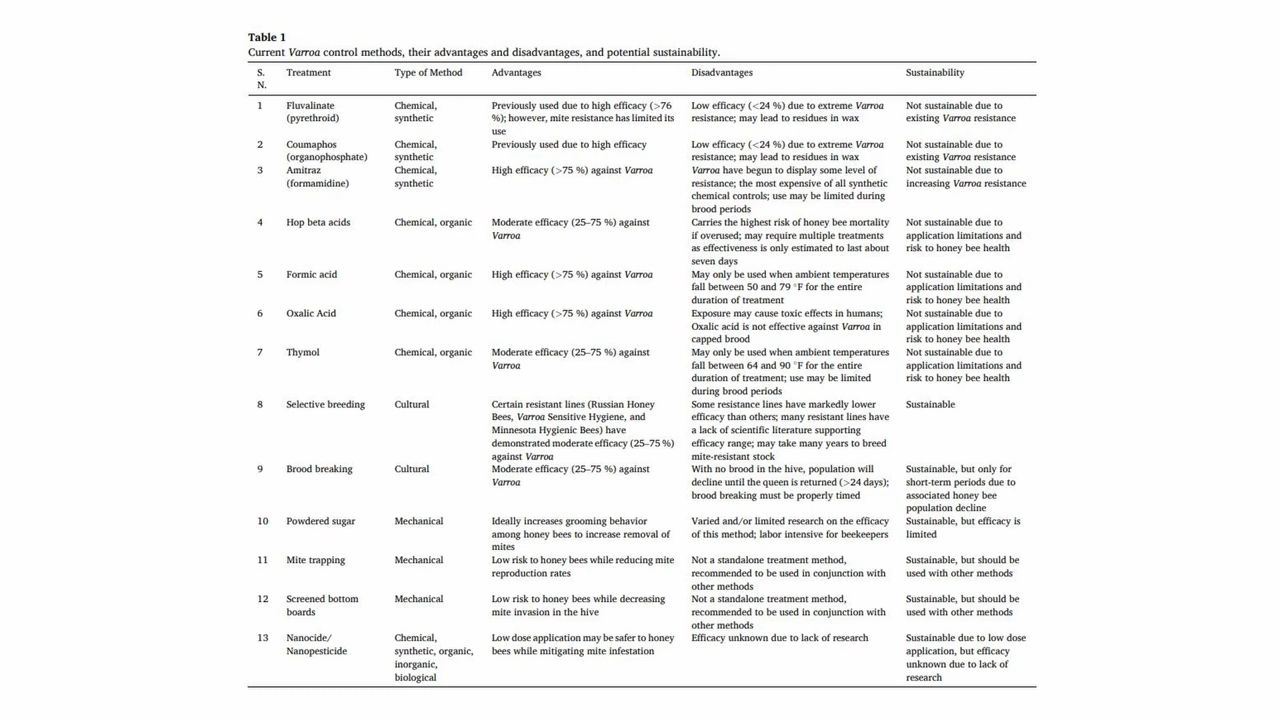 Table 1
Current Varroa control methods, their advantages and disadvantages, and potential sustainability.
S. Treatment Type of Method Advantages Disadvantages Sustainability
N.
1 Fluvalinate Chemical, Previously used due to high efficacy (>76 Low efficacy (<24 %) due to extreme Varroa Not sustainable due to
(pyrethroid) synthetic %); however, mite resistance has limited its resistance; may lead to residues in wax existing Varroa resistance
use
2 Coumaphos Chemical, Previously used due to high efficacy Low efficacy (<24 %) due to extreme Varroa Not sustainable due to
(organophosphate) synthetic resistance; may lead to residues in wax existing Varroa resistance
3 Amitraz Chemical, High efficacy (>75 %) against Varroa Varroa have begun to display some level of Not sustainable due to
(formamidine) synthetic resistance; the most expensive of all synthetic increasing Varroa resistance
chemical controls; use may be limited during
brood periods
4 Hop beta acids Chemical, organic Moderate efficacy (25–75 %) against Carries the highest risk of honey bee mortality Not sustainable due to
Varroa if overused; may require multiple treatments application limitations and
as effectiveness is only estimated to last about risk to honey bee health
seven days
5 Formic acid Chemical, organic High efficacy (>75 %) against Varroa May only be used when ambient temperatures Not sustainable due to
fall between 50 and 79 °F for the entire application limitations and
duration of treatment risk to honey bee health
6 Oxalic Acid Chemical, organic High efficacy (>75 %) against Varroa Exposure may cause toxic effects in humans; Not sustainable due to
Oxalic acid is not effective against Varroa in application limitations and
capped brood risk to honey bee health
7 Thymol Chemical, organic Moderate efficacy (25–75 %) against May only be used when ambient temperatures Not sustainable due to
Varroa fall between 64 and 90 °F for the entire application limitations and
duration of treatment; use may be limited risk to honey bee health
during brood periods
8 Selective breeding Cultural Certain resistant lines (Russian Honey Some resistance lines have markedly lower Sustainable
Bees, Varroa Sensitive Hygiene, and efficacy than others; many resistant lines have
Minnesota Hygienic Bees) have a lack of scientific literature supporting
demonstrated moderate efficacy (25–75 %) efficacy range; may take many years to breed
against Varroa mite-resistant stock
9 Brood breaking Cultural Moderate efficacy (25–75 %) against With no brood in the hive, population will Sustainable, but only for
Varroa decline until the queen is returned (>24 days); short-term periods due to
brood breaking must be properly timed associated honey bee
population decline
10 Powdered sugar Mechanical Ideally increases grooming behavior Varied and/or limited research on the efficacy Sustainable, but efficacy is
among honey bees to increase removal of of this method; labor intensive for beekeepers limited
mites
11 Mite trapping Mechanical Low risk to honey bees while reducing mite Not a standalone treatment method, Sustainable, but should be
reproduction rates recommended to be used in conjunction with used with other methods
other methods
12 Screened bottom Mechanical Low risk to honey bees while decreasing Not a standalone treatment method, Sustainable, but should be
boards mite invasion in the hive recommended to be used in conjunction with used with other methods
other methods
13 Nanocide/ Chemical, Low dose application may be safer to honey Efficacy unknown due to lack of research Sustainable due to low dose
Nanopesticide synthetic, organic, bees while mitigating mite infestation application, but efficacy
inorganic, unknown due to lack of
biological research